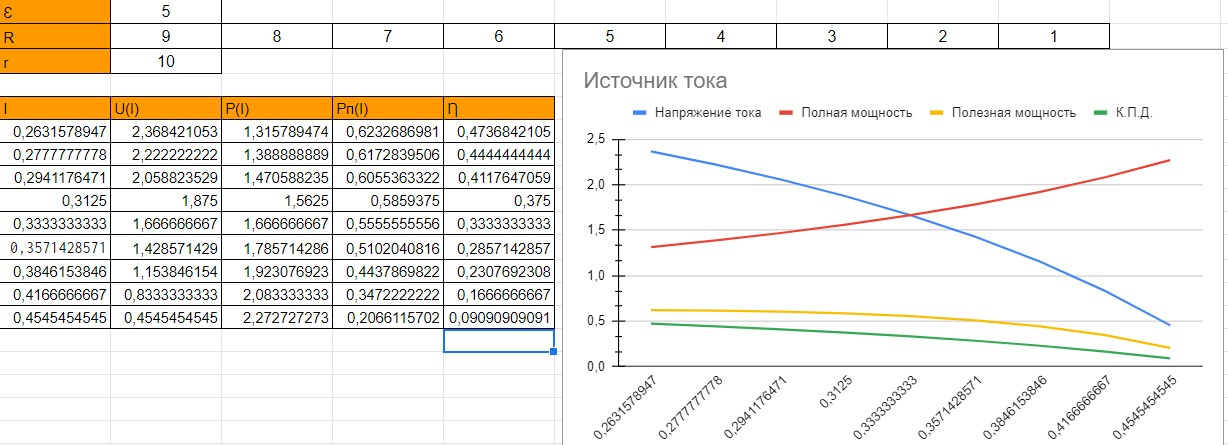 ε 5
R 9 8 7 6 5 4 3 2 1
r 10
I U(I) P(I) Pп(I) Ƞ
0,2631578947 2,368421053 1,315789474 0,6232686981 0,4736842105
0,2777777778 2,222222222 1,388888889 0,6172839506 0,4444444444
0,2941176471 2,058823529 1,470588235 0,6055363322 0,4117647059
0,3125 1,875 1,5625 0,5859375 0,375
0,3333333333 1,666666667 1,666666667 0,5555555556 0,3333333333
0,3571428571 1,428571429 1,785714286 0,5102040816 0,2857142857
0,3846153846 1,153846154 1,923076923 0,4437869822 0,2307692308
0,4166666667 0,8333333333 2,083333333 0,3472222222 0,1666666667
0,4545454545 0,4545454545 2,272727273 0,2066115702 0,09090909091
Источник тока
Напряжение тока Полная мощность Полезная мощность К.П.Д.
2,5
2,0
1,5
1,0
0,5
0,0
0,2631578947 0,2777777778 0,2941176471 0,3125 0,3333333333 0,3571428571 0,3846153846 0,4166666667 0,4545454545